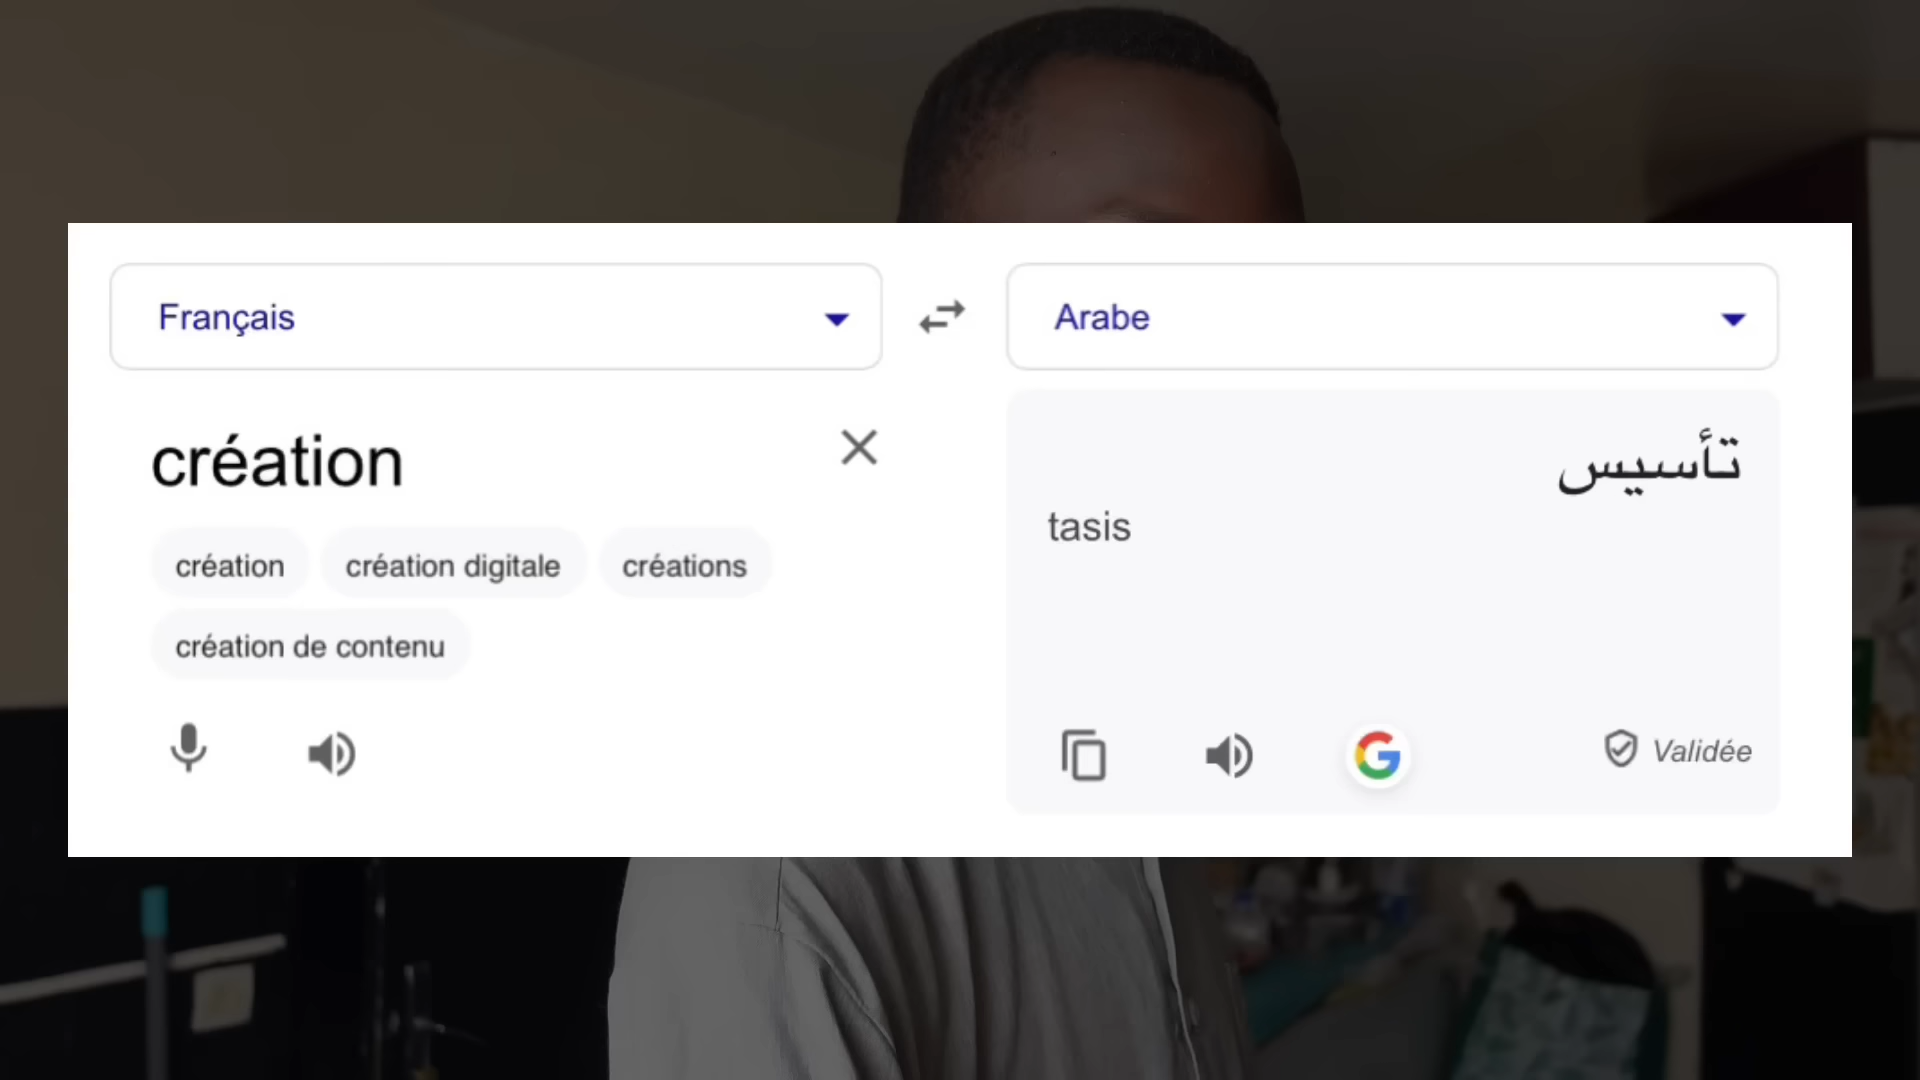 Français
Arabe
création
تأسيس
tasis
création
création digitale
créations
création de contenu
Validée